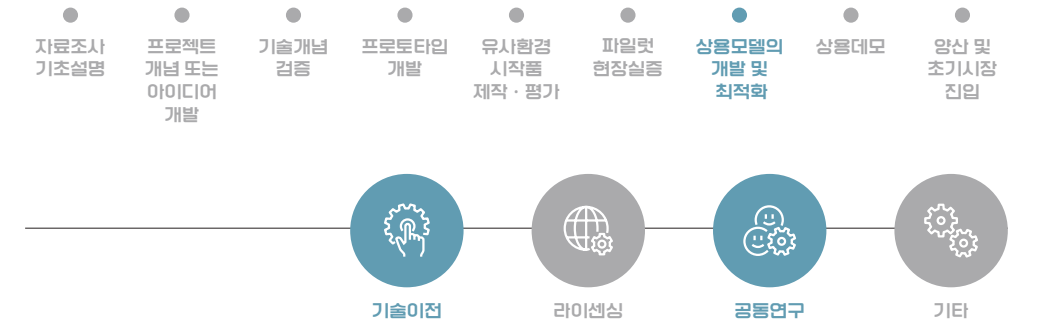 자료조사
기초설명
프로젝트
개념 또는
아이디어
개발
기술개념
검증
프로토타입
개발
유사환경
시작품
제작 · 평가
파일럿
현장실증
상용모델의
개발 및
최적화
상용데모
양산 및
초기시장
진입
기술이전
라이센싱
공동연구
기타